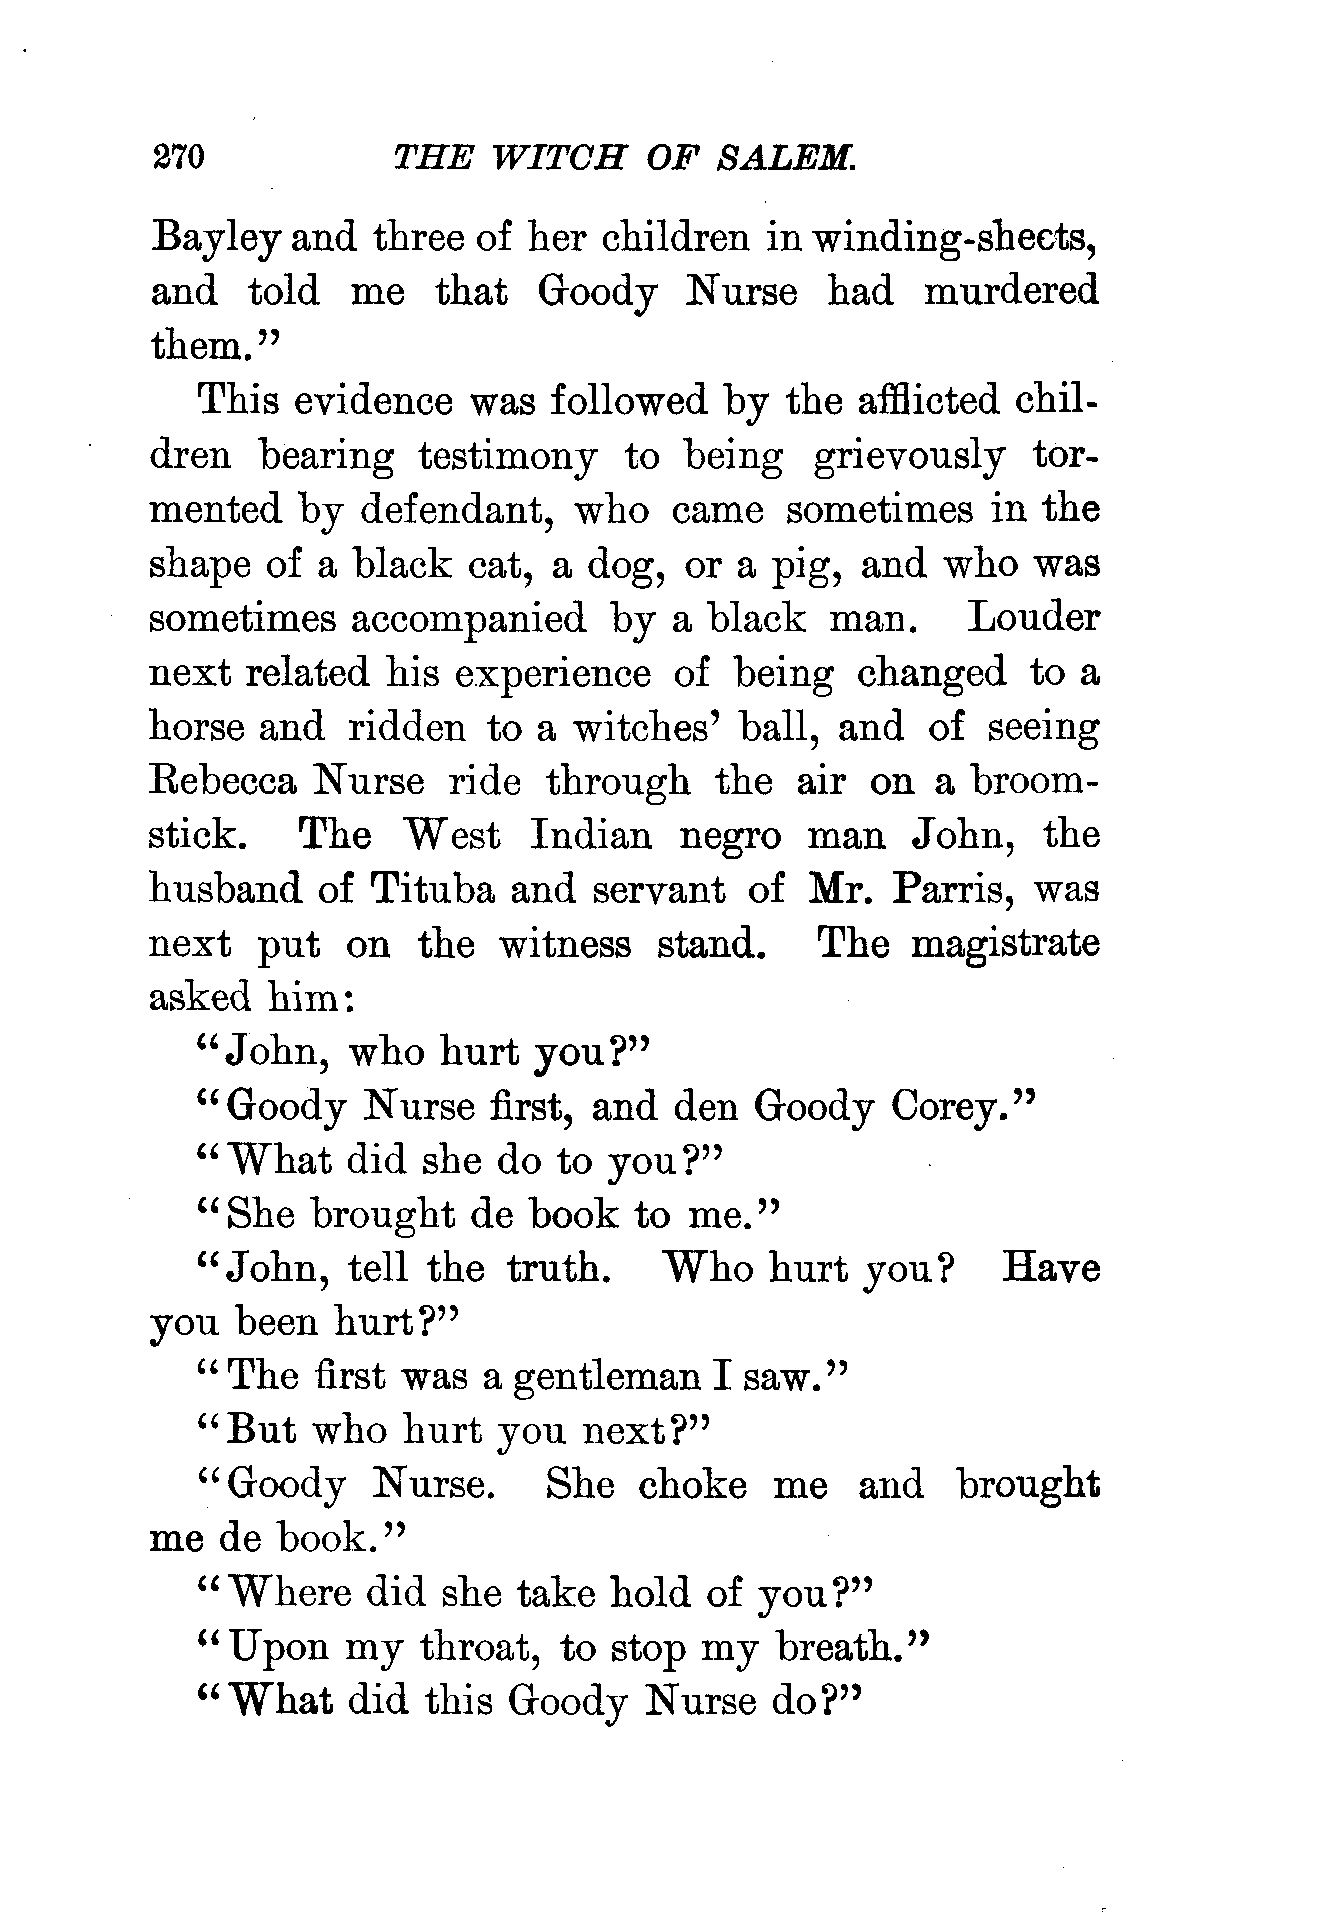 270 THE WITCH OF SALEM.
Bayley and three of her children in winding-sheets,
and told me that Goody Nurse had murdered
them."
This evidence was followed by the afflicted chil-
dren bearing testimony to being grievously tor-
mented by defendant, who came sometimes in the
shape of a black cat, a dog, or a pig, and who was
sometimes accompanied by a black man. Louder
next related his experience of being changed to a
horse and ridden to a witches' ball, and of seeing
Rebecca Nurse ride through the air on a broom-
stick. The West Indian negro man John, the
husband of Tituba and servant of Mr. Parris, was
next put on the witness stand. The magistrate
asked him:
"John, who hurt you?"
"Goody Nurse first, and den Goody Corey."
"What did she do to you?"
"She brought de book to me."
"John, tell the truth. Who hurt you? Have
you been hurt?"
"The first was a gentleman I saw."
"But who hurt you next?"
"Goody Nurse. She choke me and brought
me de book."
"Where did she take hold of you?"
"Upon my throat, to stop my breath."
"What did this Goody Nurse do?"